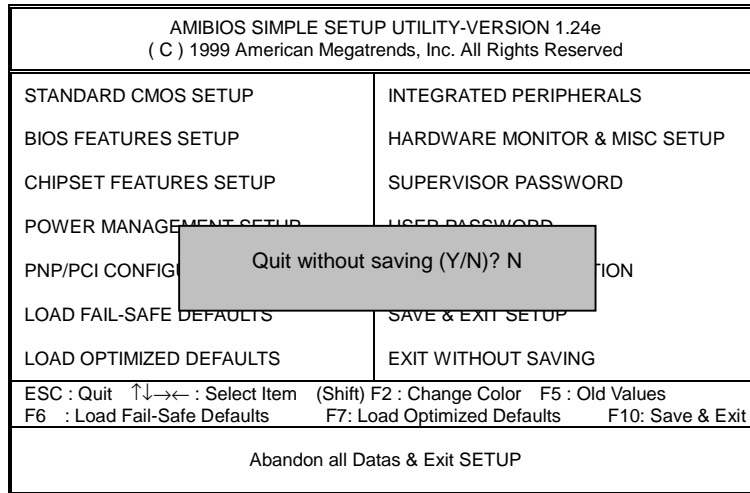 AMIBIOS SIMPLE SETUP UTILITY-VERSION 1.24e
( C ) 1999 American Megatrends, Inc. All Rights Reserved
STANDARD CMOS SETUP
INTEGRATED PERIPHERALS
BIOS FEATURES SETUP
HARDWARE MONITOR & MISC SETUP
CHIPSET FEATURES SETUP
SUPERVISOR PASSWORD
POWER MANAGEMENT SETUP
USER PASSWORD
PNP/PCI
Quit without saving (Y/N)? N
LOAD FAIL-SAFE DEFAULTS
SAVE & EXIT SETUP
LOAD OPTIMIZED DEFAULTS
EXIT WITHOUT SAVING
ESC : Quit ↑↓→← : Select Item (Shift) F2 : Change Color F5 : Old Values
F6 : Load Fail-Safe Defaults F7: Load Optimized Defaults F10: Save & Exit
Abandon all Datas & Exit SETUP